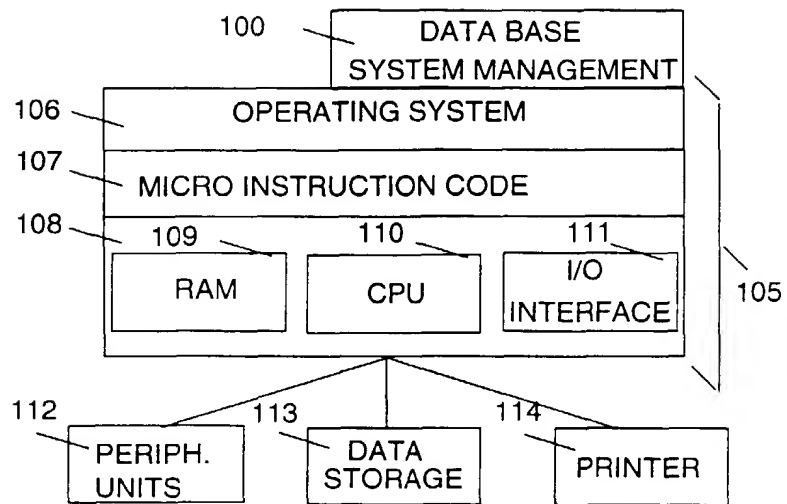 100
DATA BASE
SYSTEM MANAGEMENT
106
OPERATING SYSTEM
107
MICRO INSTRUCTION CODE
108
109
110
111
RAM
CPU
I/O
INTERFACE
105
112
113
114
PERIPH.
UNITS
DATA
STORAGE
PRINTER